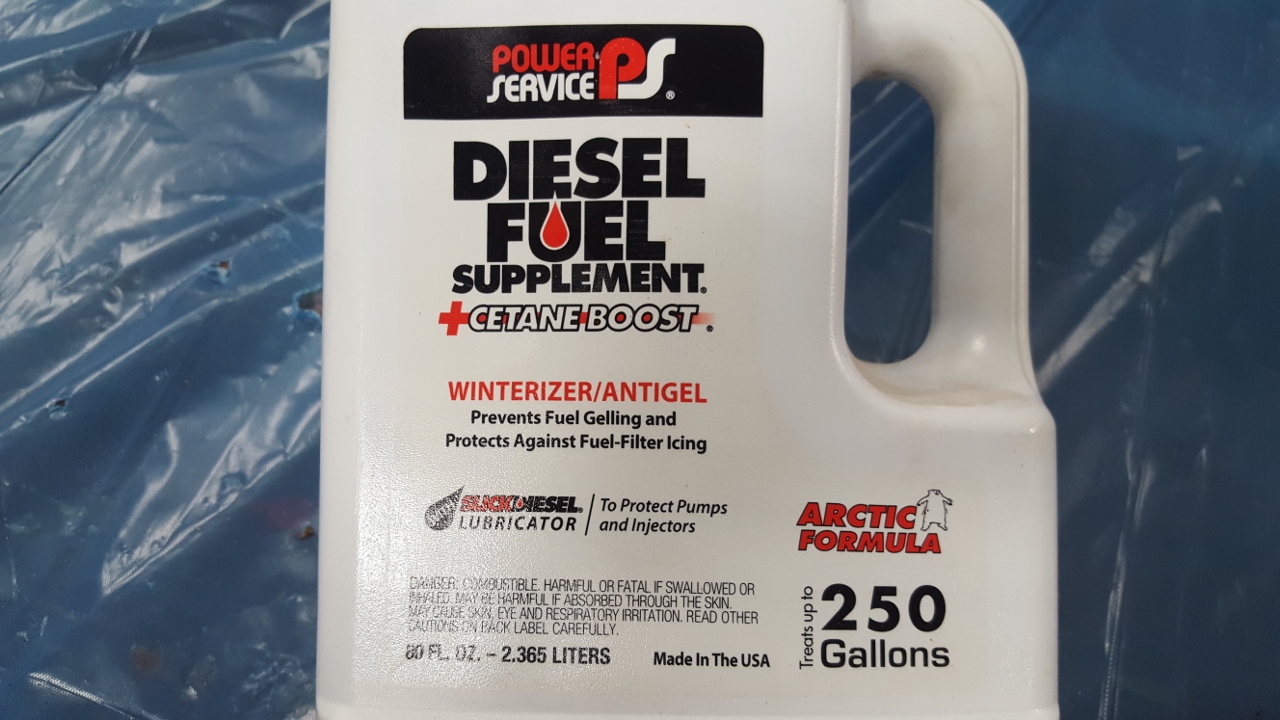 POWER SERVICE PS®
DIESEL
FUEL
SUPPLEMENT®
+CETANE BOOST®
WINTERIZER/ANTIGEL
Prevents Fuel Gelling and
Protects Against Fuel-Filter Icing
SLICKDIESEL®
LUBRICATOR
To Protect Pumps
and Injectors
ARCTIC
FORMULA
DANGER: COMBUSTIBLE. HARMFUL OR FATAL IF SWALLOWED OR
INHALED. MAY BE HARMFUL IF ABSORBED THROUGH THE SKIN.
MAY CAUSE SKIN, EYE AND RESPIRATORY IRRITATION. READ OTHER
CAUTIONS ON BACK LABEL CAREFULLY.
80 FL. OZ. – 2.365 LITERS
Made In The USA
Treats up to
250
Gallons